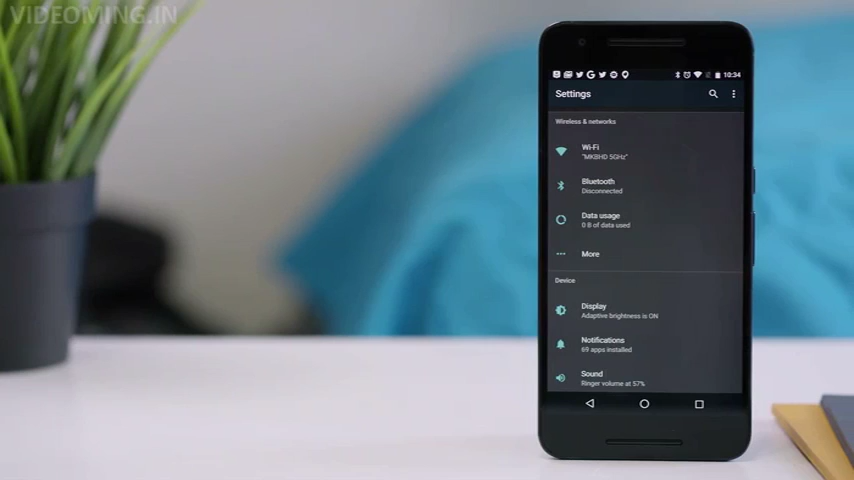 VIDEOMING.IN
10:34
Settings
Wireless & networks
Wi-Fi
"MKBHD 5GHz"
Bluetooth
Disconnected
Data usage
0 B of data used
More
Device
Display
Adaptive brightness is ON
Notifications
69 apps installed
Sound
Ringer volume at 57%